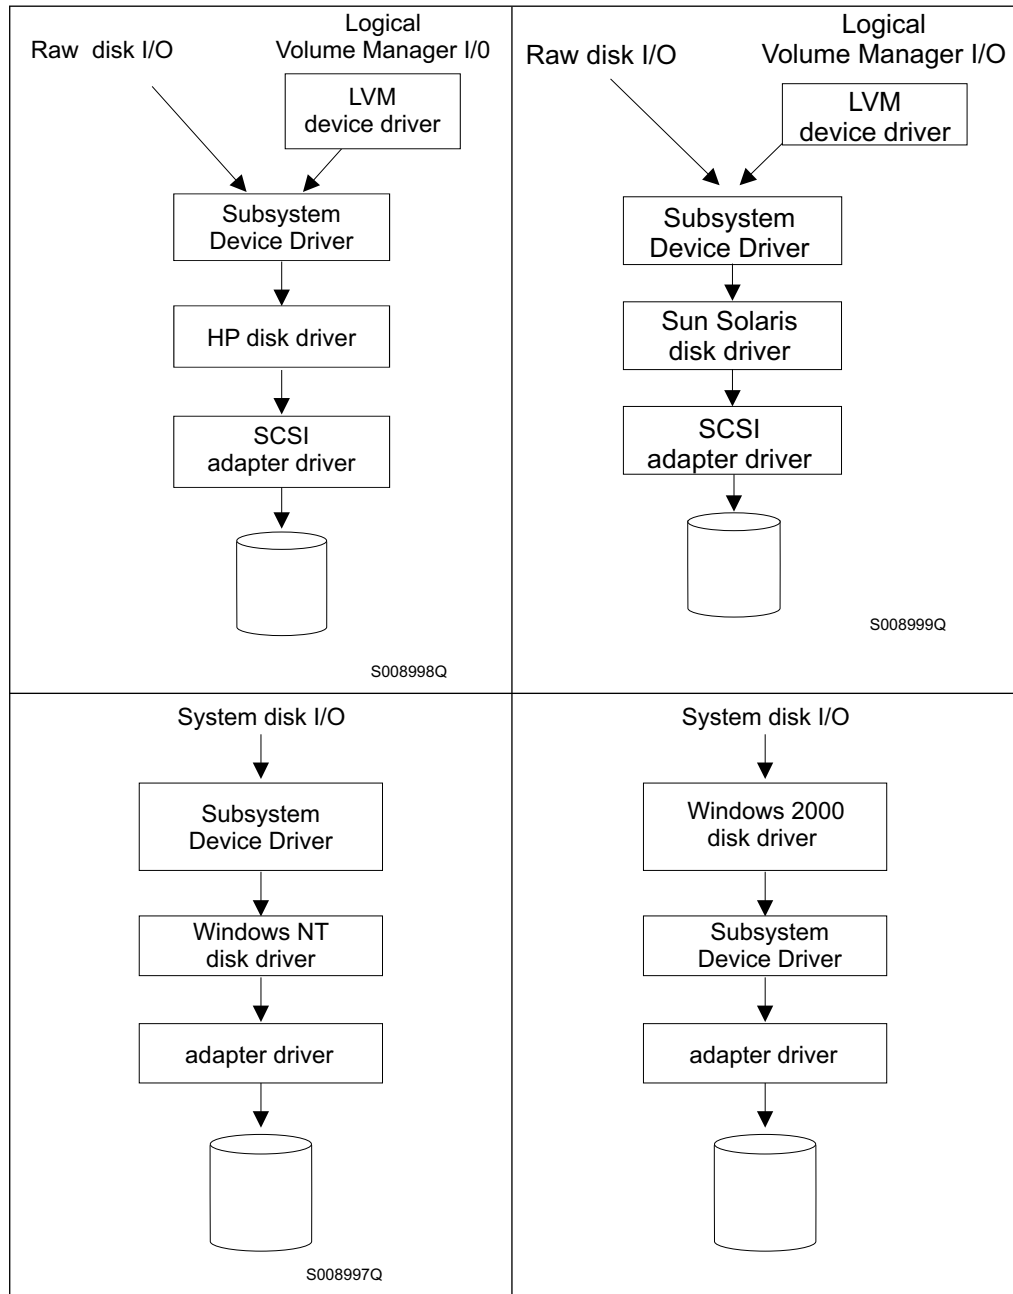 Raw disk I/O
Logical
Volume Manager I/0
LVM
device driver
Subsystem
Device Driver
HP disk driver
SCSI
adapter driver
S008998Q
Raw disk I/O
Logical
Volume Manager I/O
LVM
device driver
Subsystem
Device Driver
Sun Solaris
disk driver
SCSI
adapter driver
S008999Q
System disk I/O
Subsystem
Device Driver
Windows NT
disk driver
adapter driver
S008997Q
System disk I/O
Windows 2000
disk driver
Subsystem
Device Driver
adapter driver